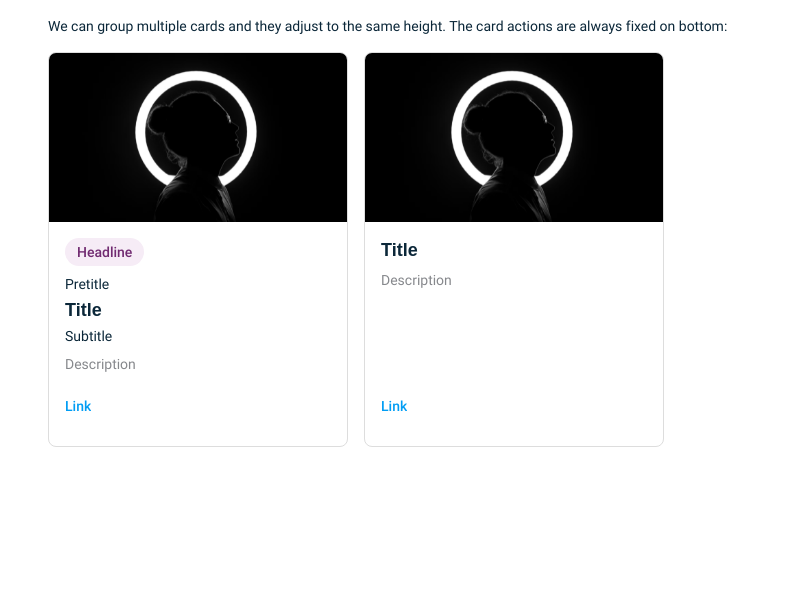 We can group multiple cards and they adjust to the same height. The card actions are always fixed on bottom:
Headline
Pretitle
Title
Subtitle
Description
Link
Title
Description
Link